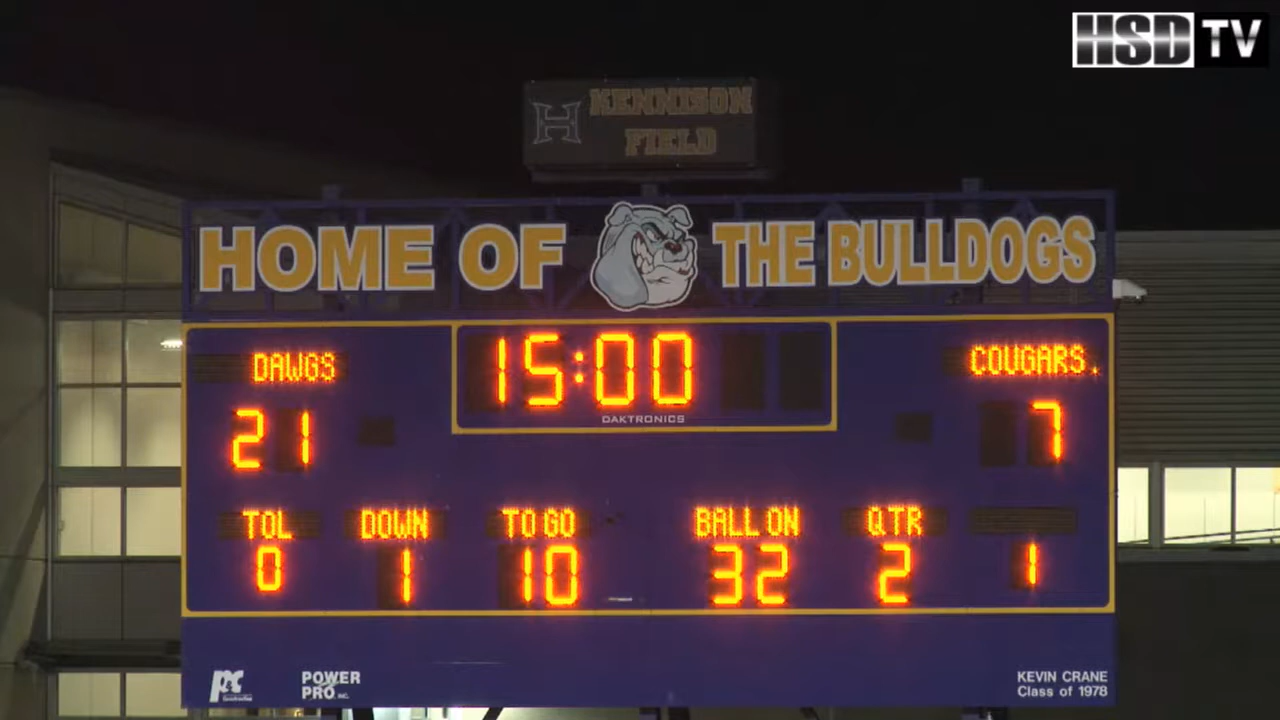 HSD TV
H
KENNISON
FIELD
HOME OF THE BULLDOGS
DAWGS
15:00
COUGARS.
DAKTRONICS
21
7
TOL DOWN TO GO BALL ON QTR
0 1 10 32 2 1
PC
POWER
PRO INC.
KEVIN CRANE
Class of 1978